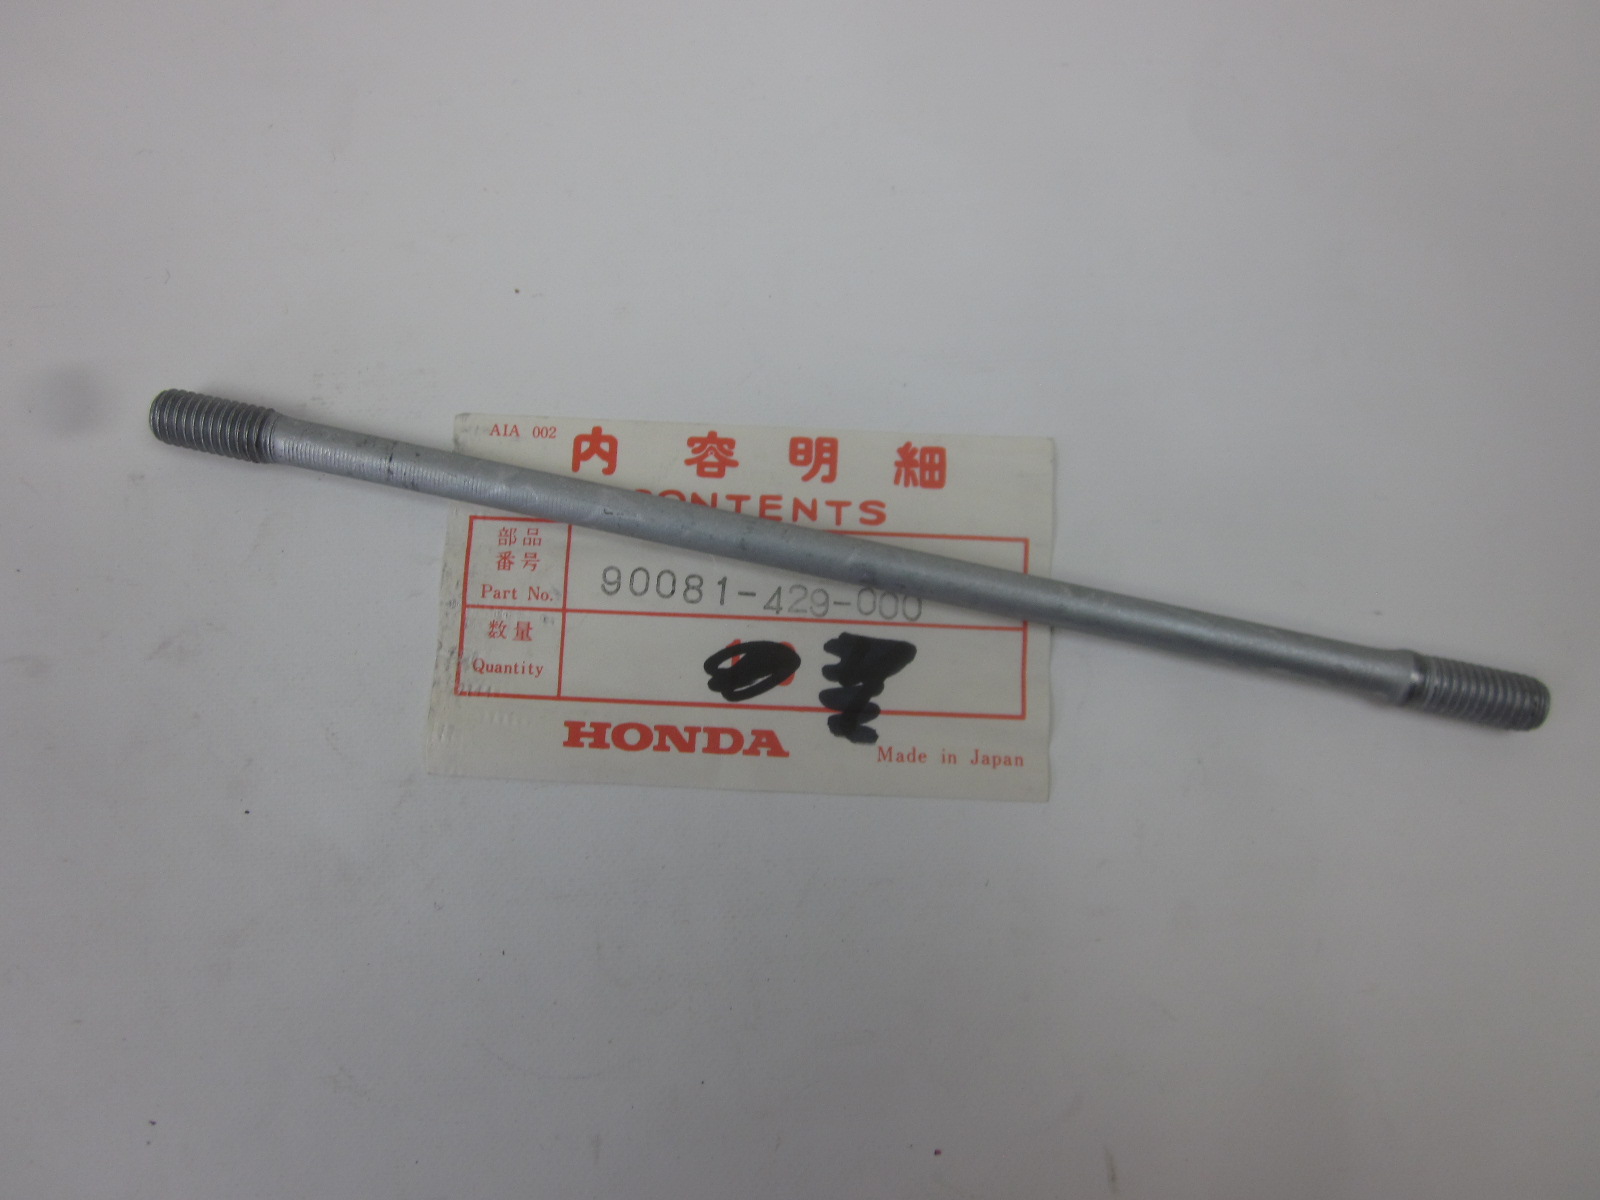 AIA 002
内容明細
CONTENTS
部品
番号
Part No.
90081-429-000
数量
Quantity
HONDA
Made in Japan